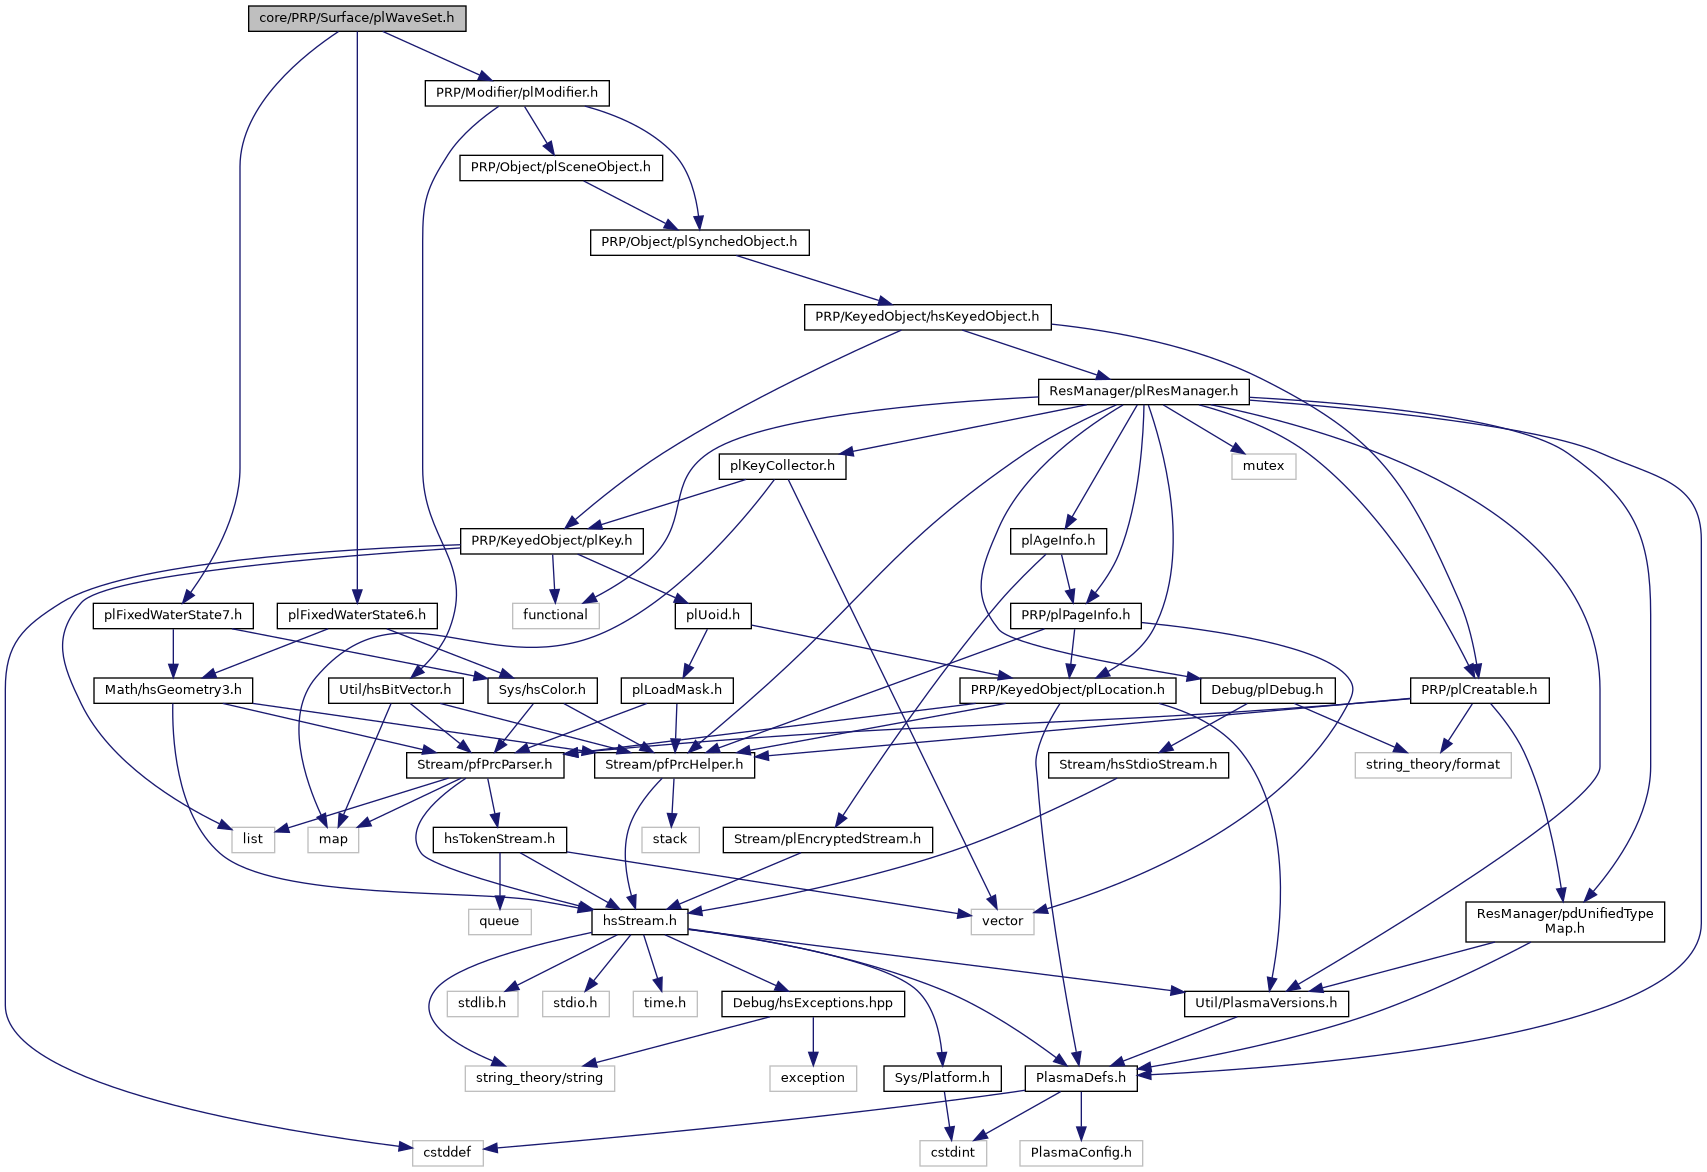 core/PRP/Surface/plWaveSet.h
PRP/Modifier/plModifier.h
PRP/Object/plSceneObject.h
PRP/Object/plSynchedObject.h
PRP/KeyedObject/hsKeyedObject.h
ResManager/plResManager.h
plKeyCollector.h
mutex
PRP/KeyedObject/plKey.h
plAgeInfo.h
plFixedWaterState7.h
plFixedWaterState6.h
functional
plUoid.h
PRP/plPageInfo.h
Math/hsGeometry3.h
Util/hsBitVector.h
Sys/hsColor.h
plLoadMask.h
PRP/KeyedObject/plLocation.h
Debug/plDebug.h
PRP/plCreatable.h
Stream/pfPrcParser.h
Stream/pfPrcHelper.h
Stream/hsStdioStream.h
string_theory/format
list
map
hsTokenStream.h
stack
Stream/plEncryptedStream.h
queue
hsStream.h
vector
ResManager/pdUnifiedType
Map.h
stdlib.h
stdio.h
time.h
Debug/hsExceptions.hpp
Util/PlasmaVersions.h
string_theory/string
exception
Sys/Platform.h
PlasmaDefs.h
cstddef
cstdint
PlasmaConfig.h